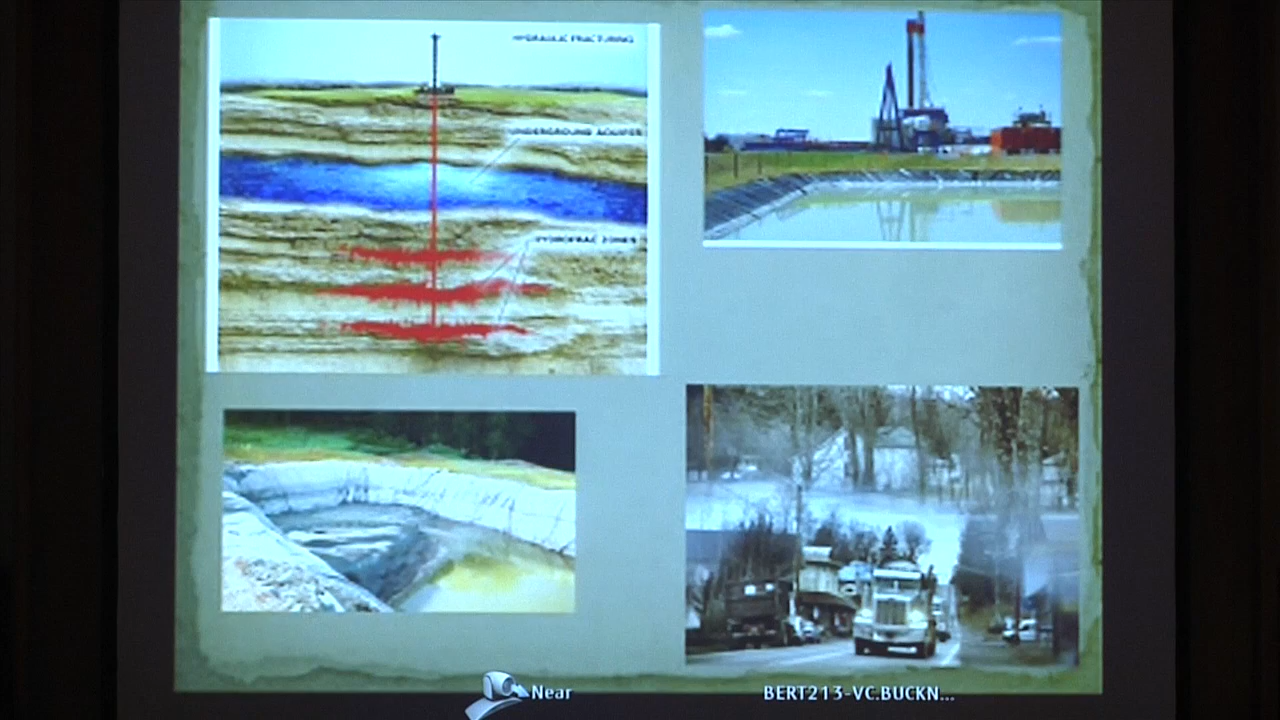 HYDRAULIC FRACTURING
UNDERGROUND AQUIFER
HYDROFRAC ZONES
Near
BERT213-VC.BUCKN...